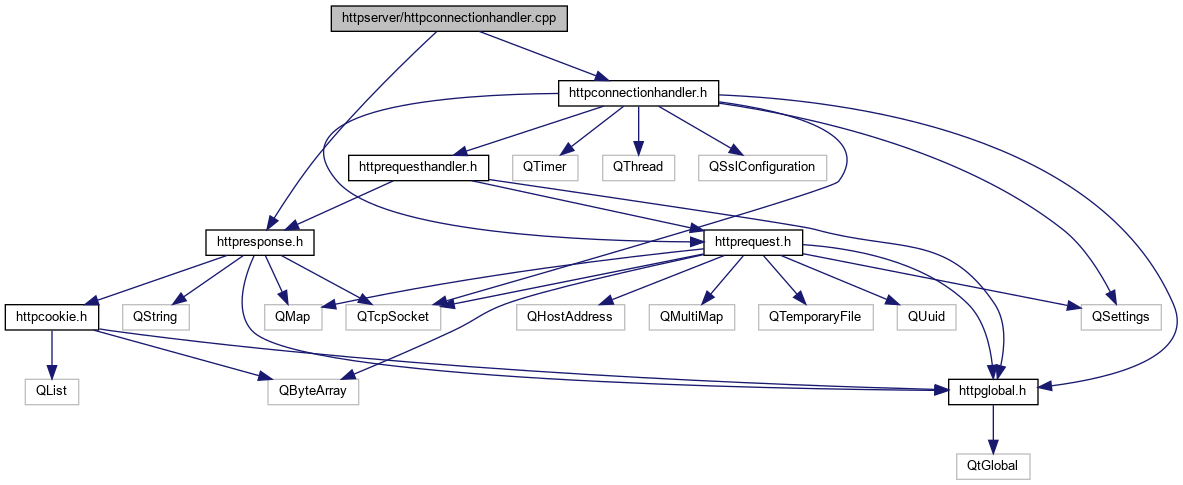 httpserver/httpconnectionhandler.cpp
httpconnectionhandler.h
httprequesthandler.h
QTimer
QThread
QSslConfiguration
httpresponse.h
httprequest.h
httpcookie.h
QString
QMap
QTcpSocket
QHostAddress
QMultiMap
QTemporaryFile
QUuid
QSettings
QList
QByteArray
httpglobal.h
QtGlobal